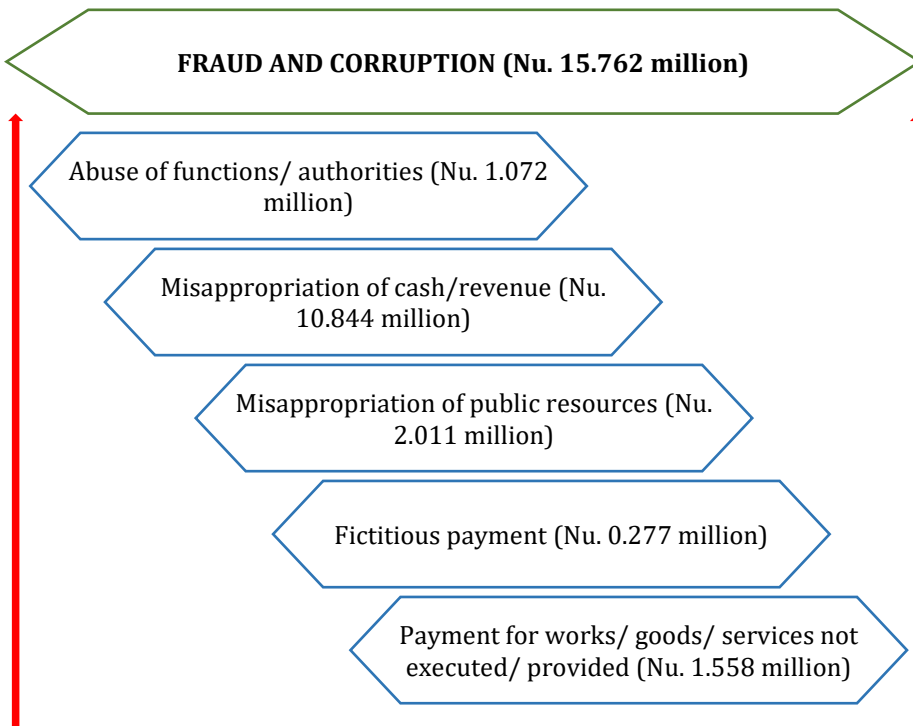 FRAUD AND CORRUPTION (Nu. 15.762 million)
Abuse of functions/ authorities (Nu. 1.072
million)
Misappropriation of cash/revenue (Nu.
10.844 million)
Misappropriation of public resources (Nu.
2.011 million)
Fictitious payment (Nu. 0.277 million)
Payment for works/ goods/ services not
executed/ provided (Nu. 1.558 million)